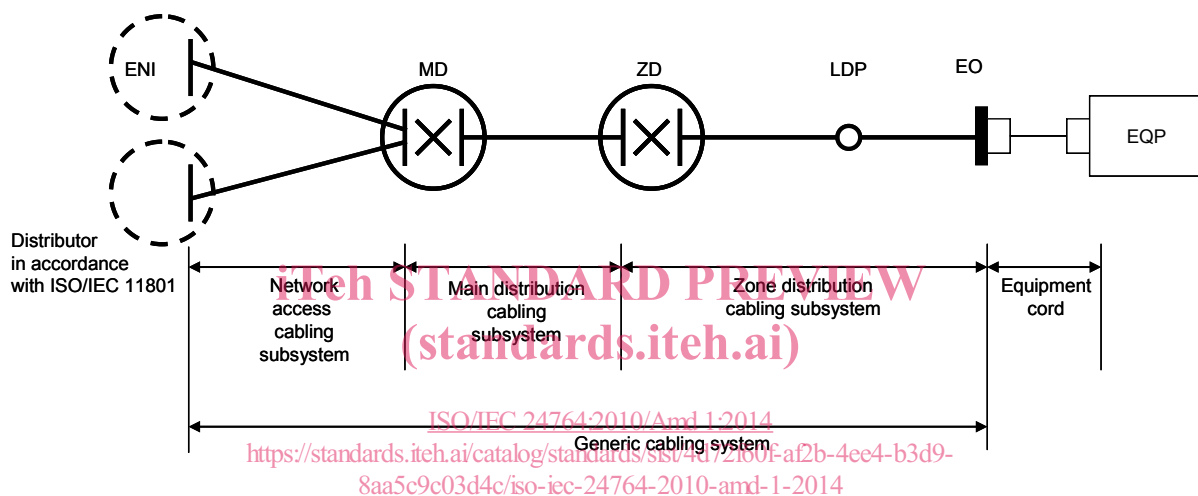 ENI
MD
ZD
LDP
EO
EQP
Distributor
in accordance
with ISO/IEC 11801
Network
access
cabling
subsystem
Main distribution
cabling
subsystem
Zone distribution
cabling subsystem
Equipment
cord
iTeh STANDARD PREVIEW
(standards.iteh.ai)
ISO/IEC 24764:2010/Amd 1:2014
Generic cabling system
https://standards.iteh.ai/catalog/standards/sist/4d72f60f-af2b-4ee4-b3d9-
8aa5c9c03d4c/iso-iec-24764-2010-amd-1-2014